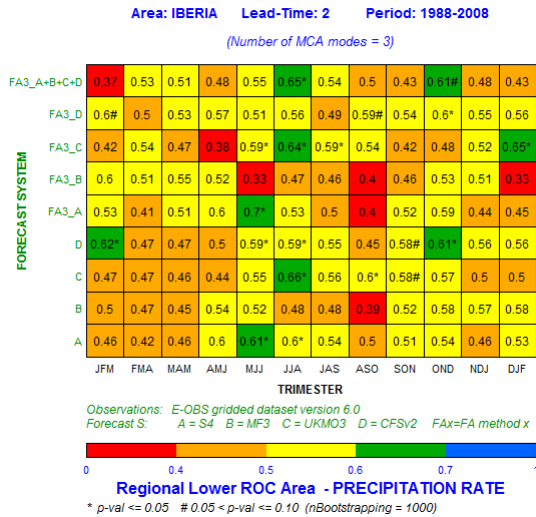 Area: IBERIA Lead-Time: 2 Period: 1988-2008
(Number of MCA modes = 3)
FORECAST SYSTEM
FA3_A+B+C+D 0.37 0.53 0.51 0.48 0.55 0.65* 0.54 0.5 0.43 0.61# 0.48 0.43
FA3_D 0.6# 0.5 0.53 0.57 0.51 0.56 0.49 0.59# 0.54 0.6* 0.55 0.56
FA3_C 0.42 0.54 0.47 0.38 0.59* 0.64* 0.59* 0.54 0.42 0.48 0.52 0.65*
FA3_B 0.6 0.51 0.55 0.52 0.33 0.47 0.46 0.4 0.46 0.53 0.51 0.33
FA3_A 0.53 0.41 0.51 0.6 0.7* 0.53 0.5 0.4 0.52 0.59 0.44 0.45
D 0.62* 0.47 0.47 0.5 0.59* 0.59* 0.55 0.45 0.58# 0.61* 0.56 0.56
C 0.47 0.47 0.46 0.44 0.55 0.66* 0.56 0.6* 0.58# 0.57 0.5 0.5
B 0.5 0.47 0.45 0.54 0.52 0.48 0.48 0.39 0.52 0.58 0.57 0.58
A 0.46 0.42 0.46 0.6 0.61* 0.6* 0.54 0.5 0.51 0.54 0.46 0.53
JFM FMA MAM AMJ MJJ JJA JAS ASO SON OND NDJ DJF
TRIMESTER
Observations: E-OBS gridded dataset version 6.0
Forecast S: A = S4 B = MF3 C = UKMO3 D = CFSv2 FAx=FA method x
0 0.4 0.5 0.6 0.7 1
Regional Lower ROC Area - PRECIPITATION RATE
* p-val <= 0.05 # 0.05 < p-val <= 0.10 (nBootstrapping = 1000)